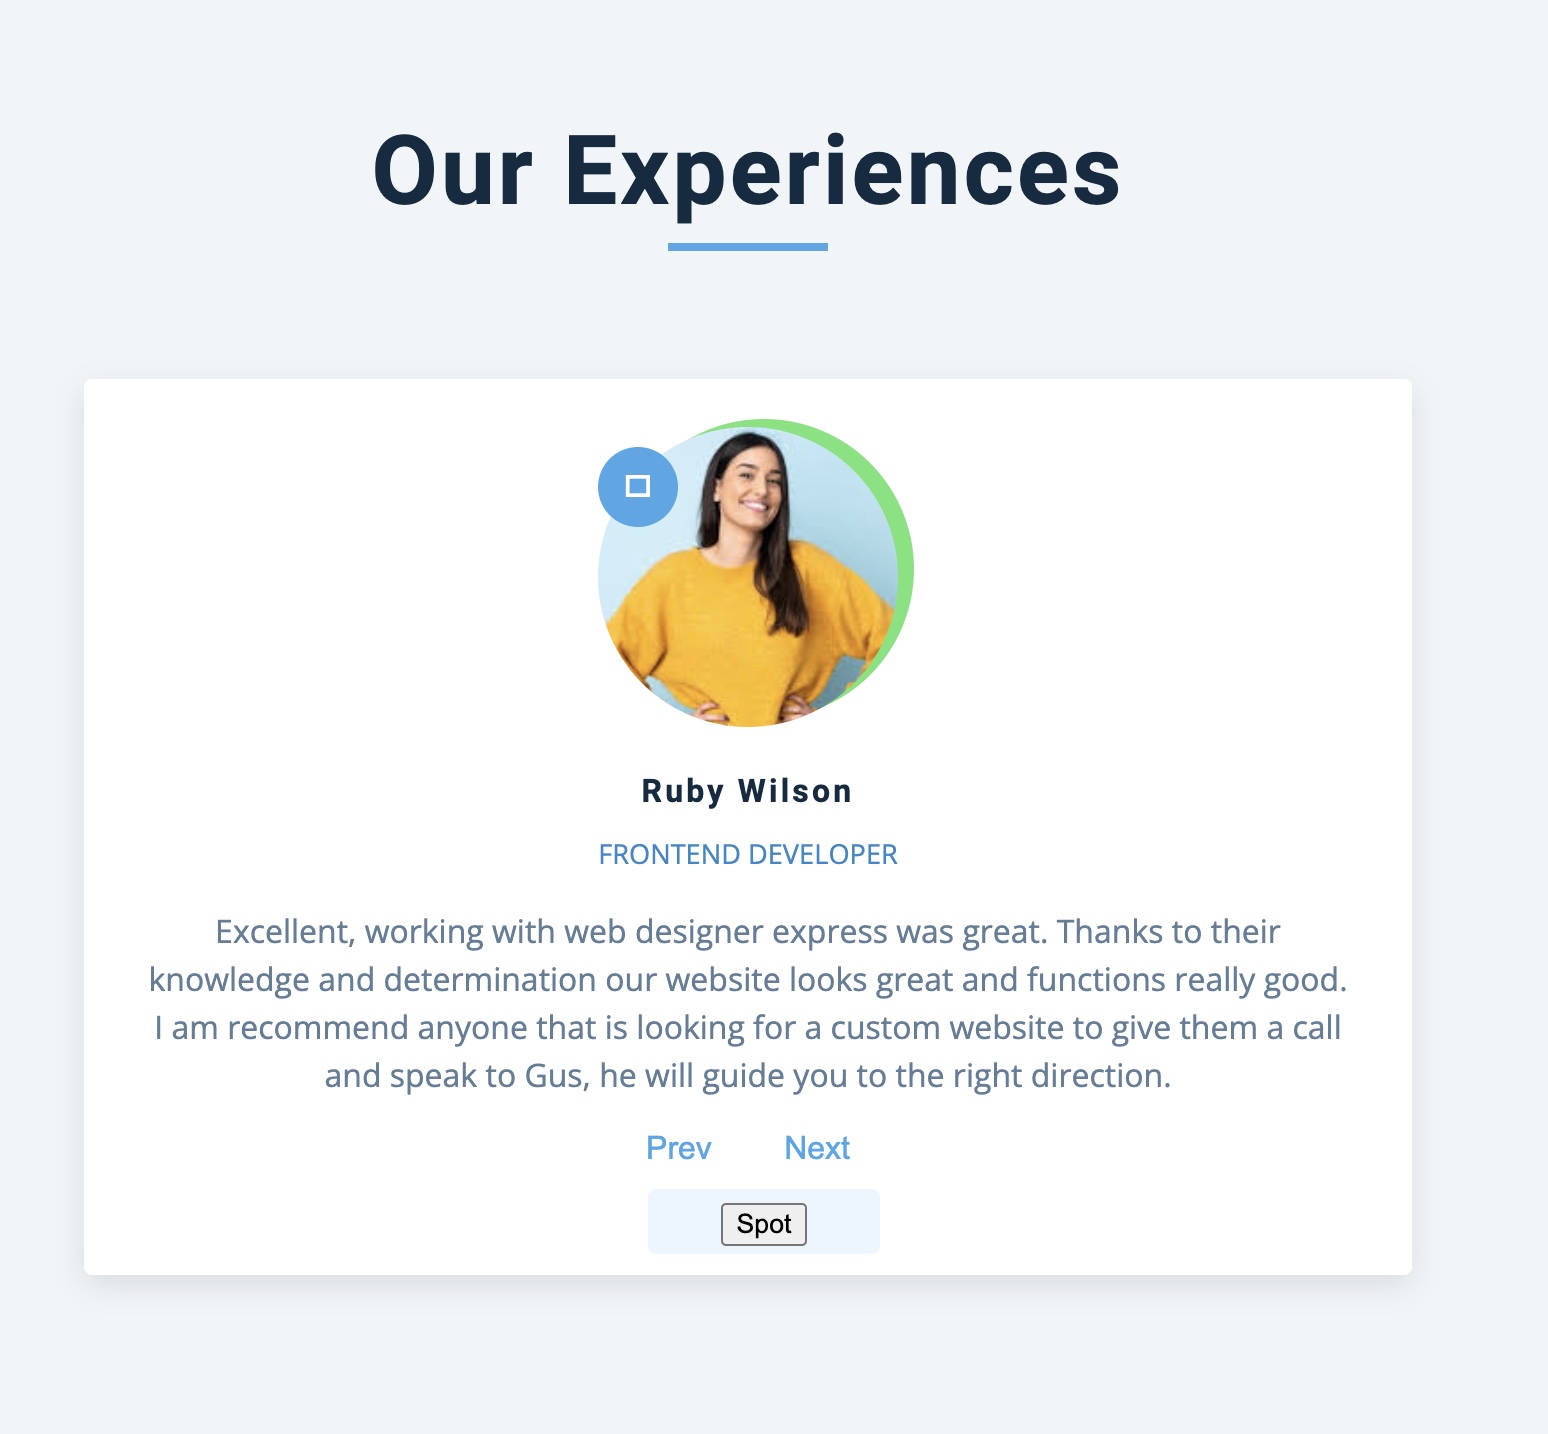 Our Experiences
Ruby Wilson
FRONTEND DEVELOPER
Excellent, working with web designer express was great. Thanks to their
knowledge and determination our website looks great and functions really good.
I am recommend anyone that is looking for a custom website to give them a call
and speak to Gus, he will guide you to the right direction.
Prev Next
Spot